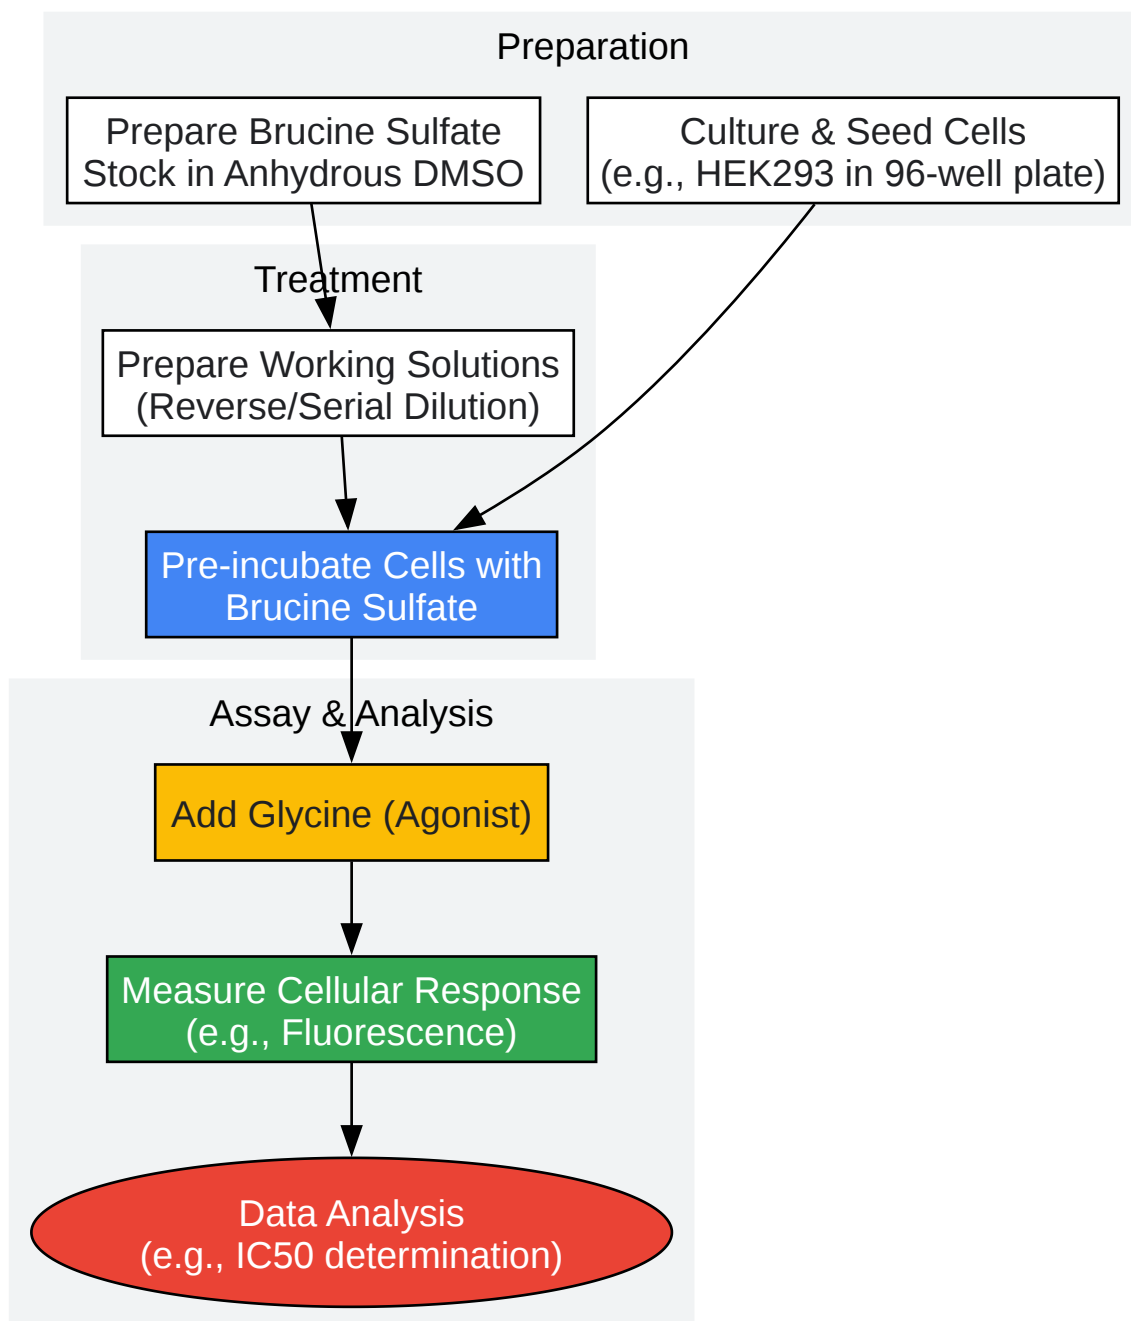 Preparation
Prepare Brucine Sulfate
Stock in Anhydrous DMSO
Culture & Seed Cells
(e.g., HEK293 in 96-well plate)
Treatment
Prepare Working Solutions
(Reverse/Serial Dilution)
Pre-incubate Cells with
Brucine Sulfate
Assay & Analysis
Add Glycine (Agonist)
Measure Cellular Response
(e.g., Fluorescence)
Data Analysis
(e.g., IC50 determination)